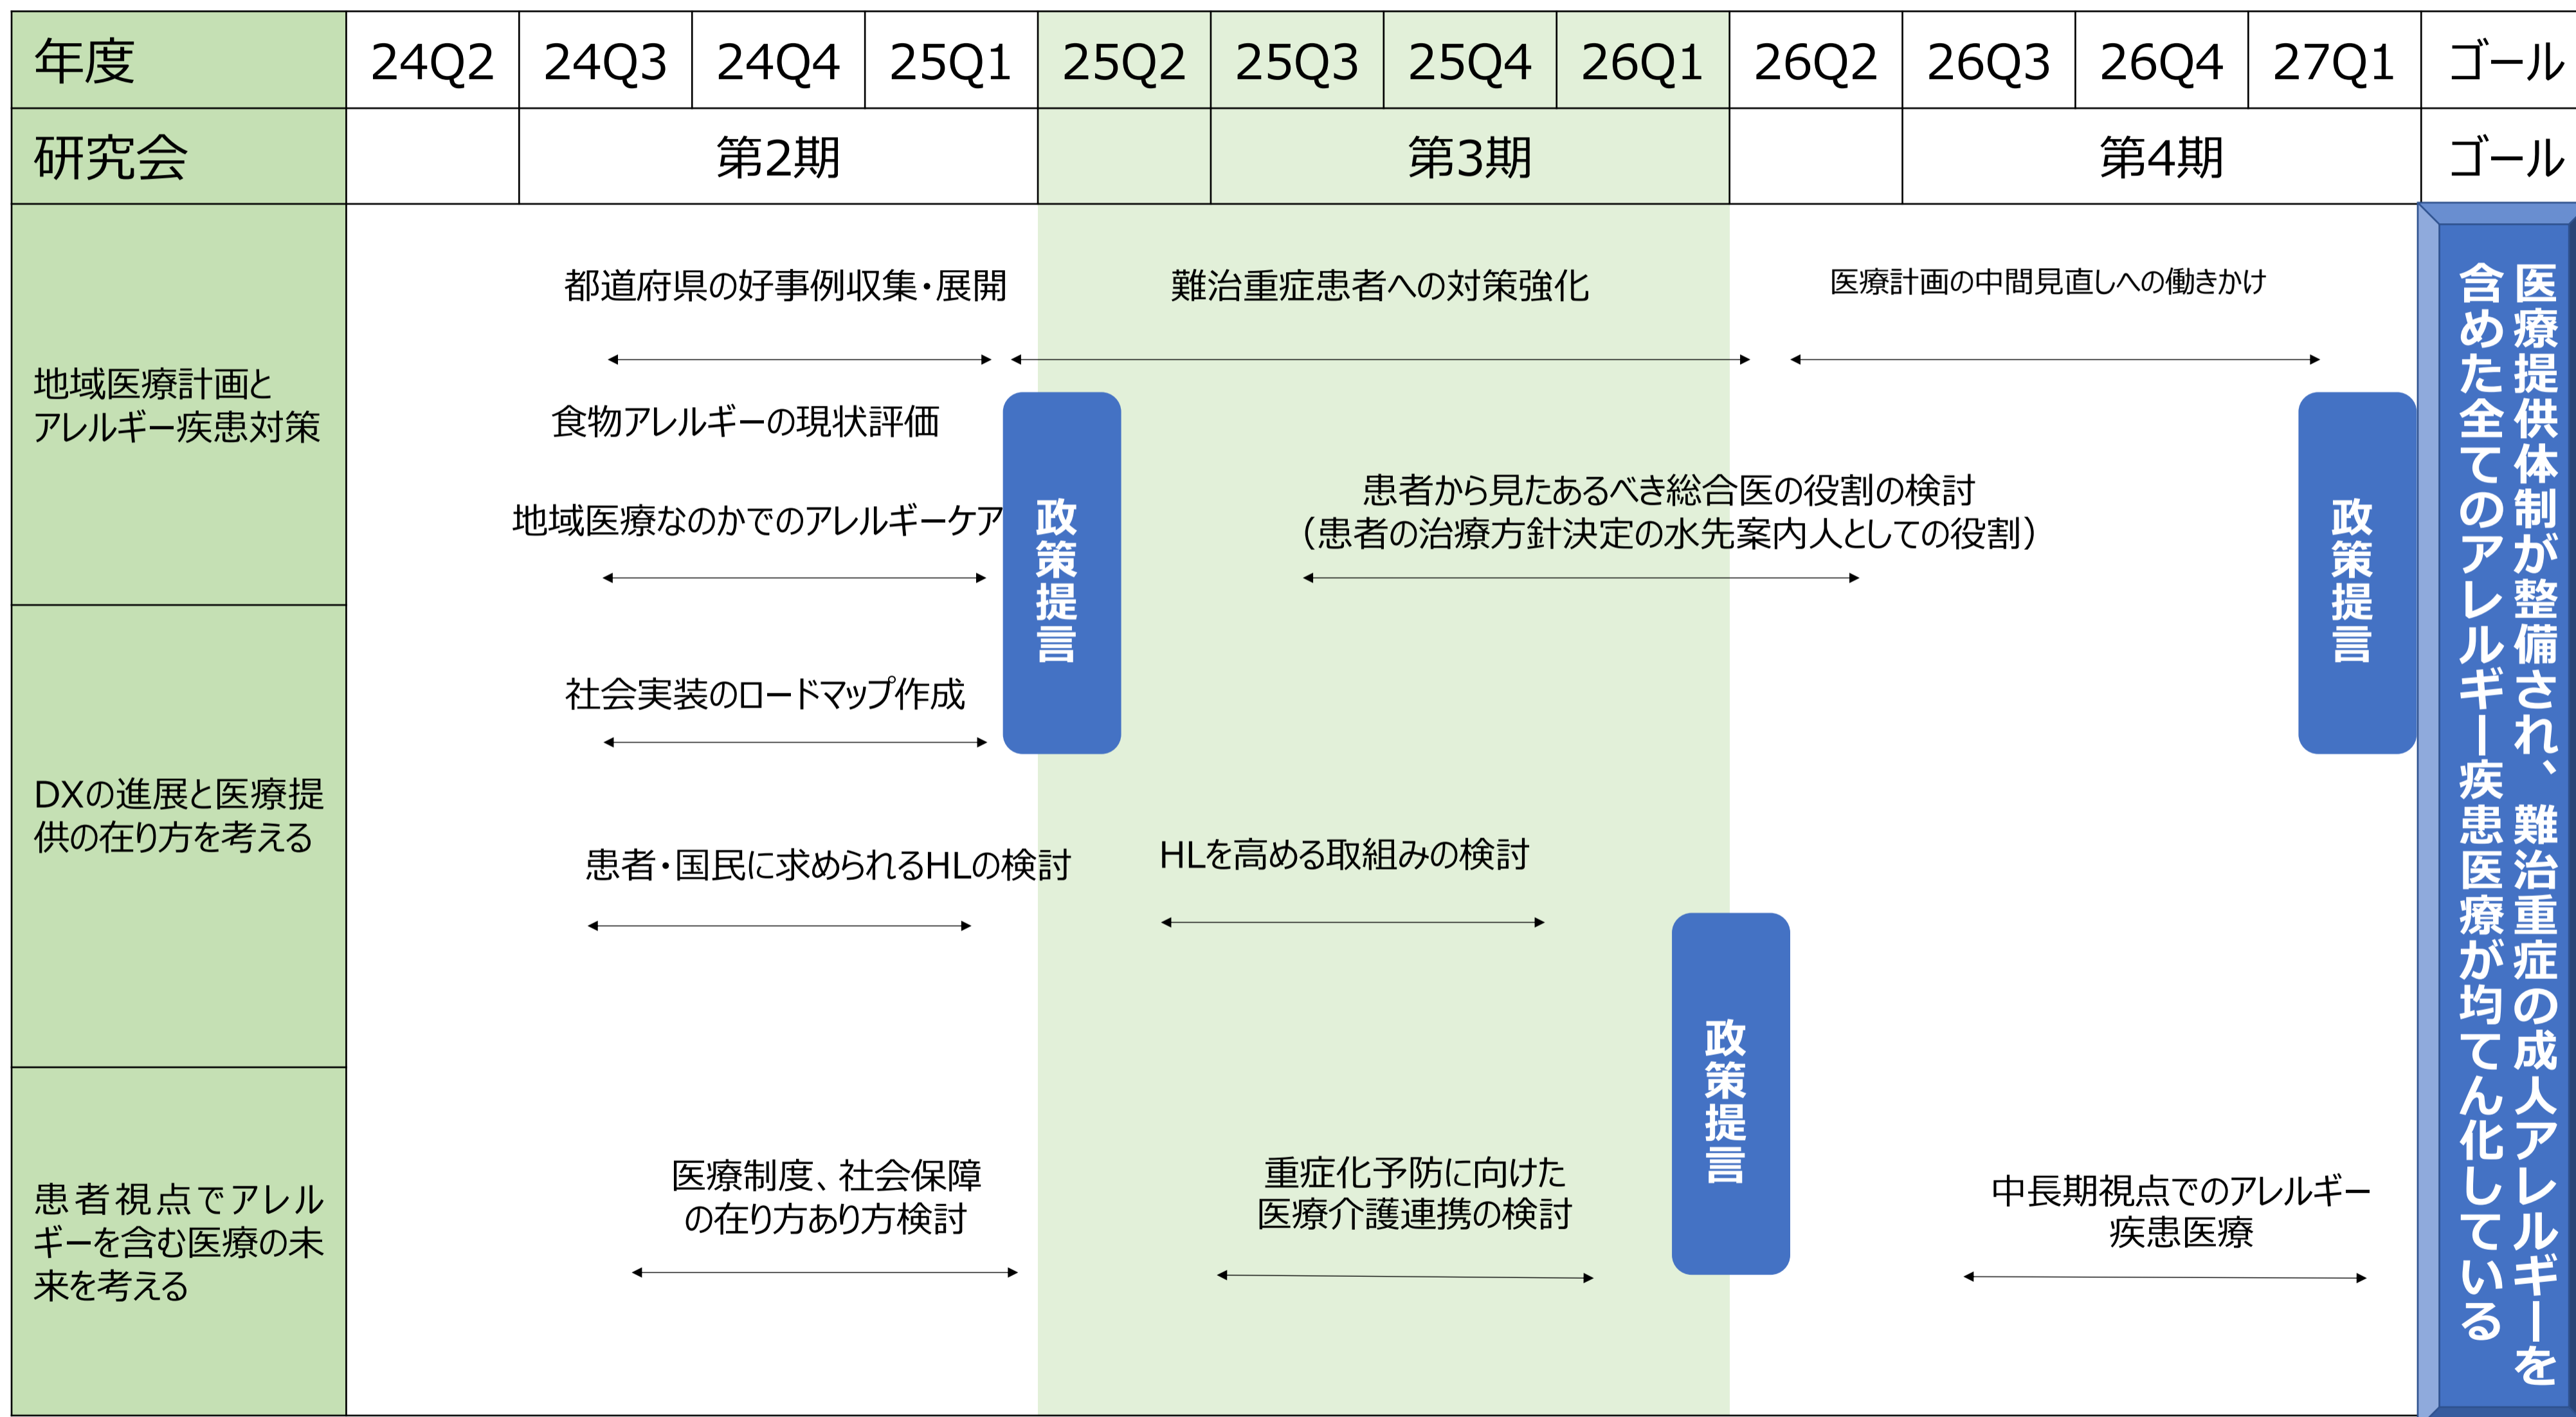 年度
24Q2
24Q3
24Q4
25Q1
25Q2
25Q3
25Q4
26Q1
26Q2
26Q3
26Q4
27Q1
ゴール
研究会
第2期
第3期
第4期
ゴール
地域医療計画と
アレルギー疾患対策
都道府県の好事例収集・展開
難治重症患者への対策強化
医療計画の中間見直しへの働きかけ
食物アレルギーの現状評価
地域医療なのかでのアレルギーケア
患者から見たあるべき総合医の役割の検討
（患者の治療方針決定の水先案内人としての役割）
政策提言
政策提言
DXの進展と医療提
供の在り方を考える
社会実装のロードマップ作成
患者・国民に求められるHLの検討
HLを高める取組みの検討
政策提言
患者視点でアレル
ギーを含む医療の未
来を考える
医療制度、社会保障
の在り方あり方検討
重症化予防に向けた
医療介護連携の検討
中長期視点でのアレルギー
疾患医療
医療提供体制が整備され、難治重症の成人アレルギーを
含めた全てのアレルギー疾患医療が均てん化している